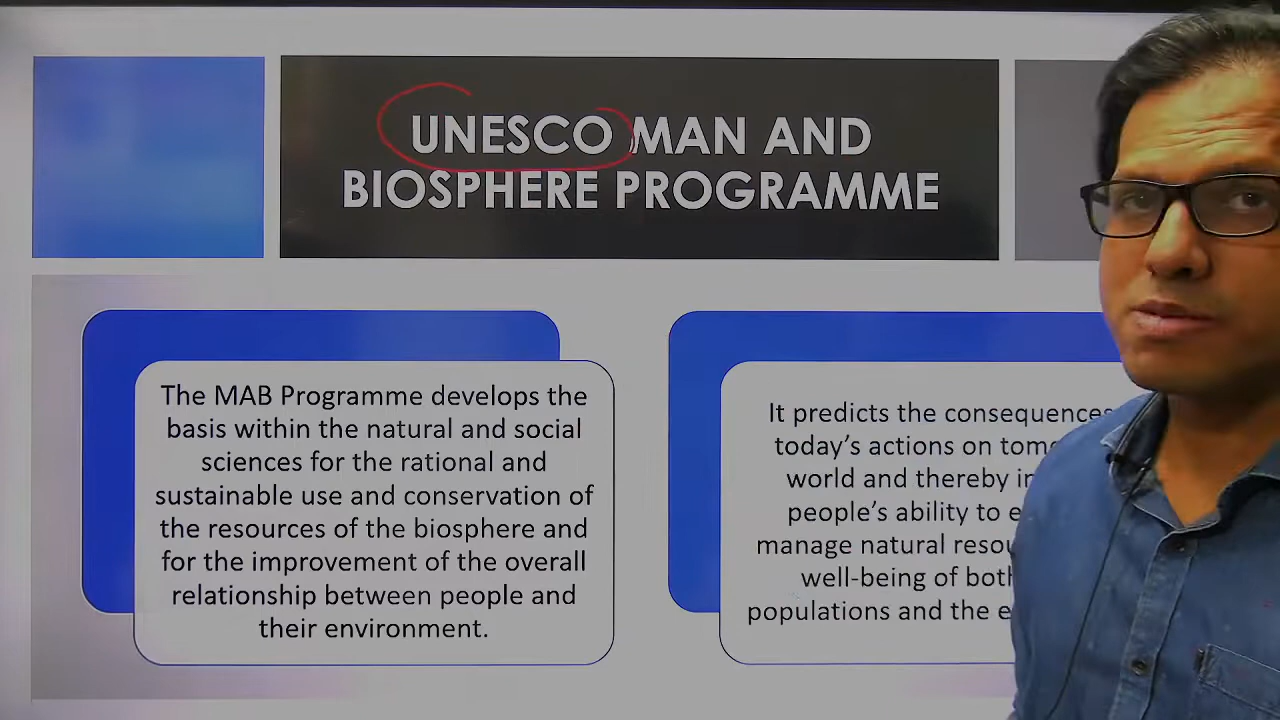 UNESCO MAN AND
BIOSPHERE PROGRAMME
The MAB Programme develops the
basis within the natural and social
sciences for the rational and
sustainable use and conservation of
the resources of the biosphere and
for the improvement of the overall
relationship between people and
their environment.
It predicts the consequences
today's actions on
world and thereby
people's ability to
manage natural
well-being of both
populations and the